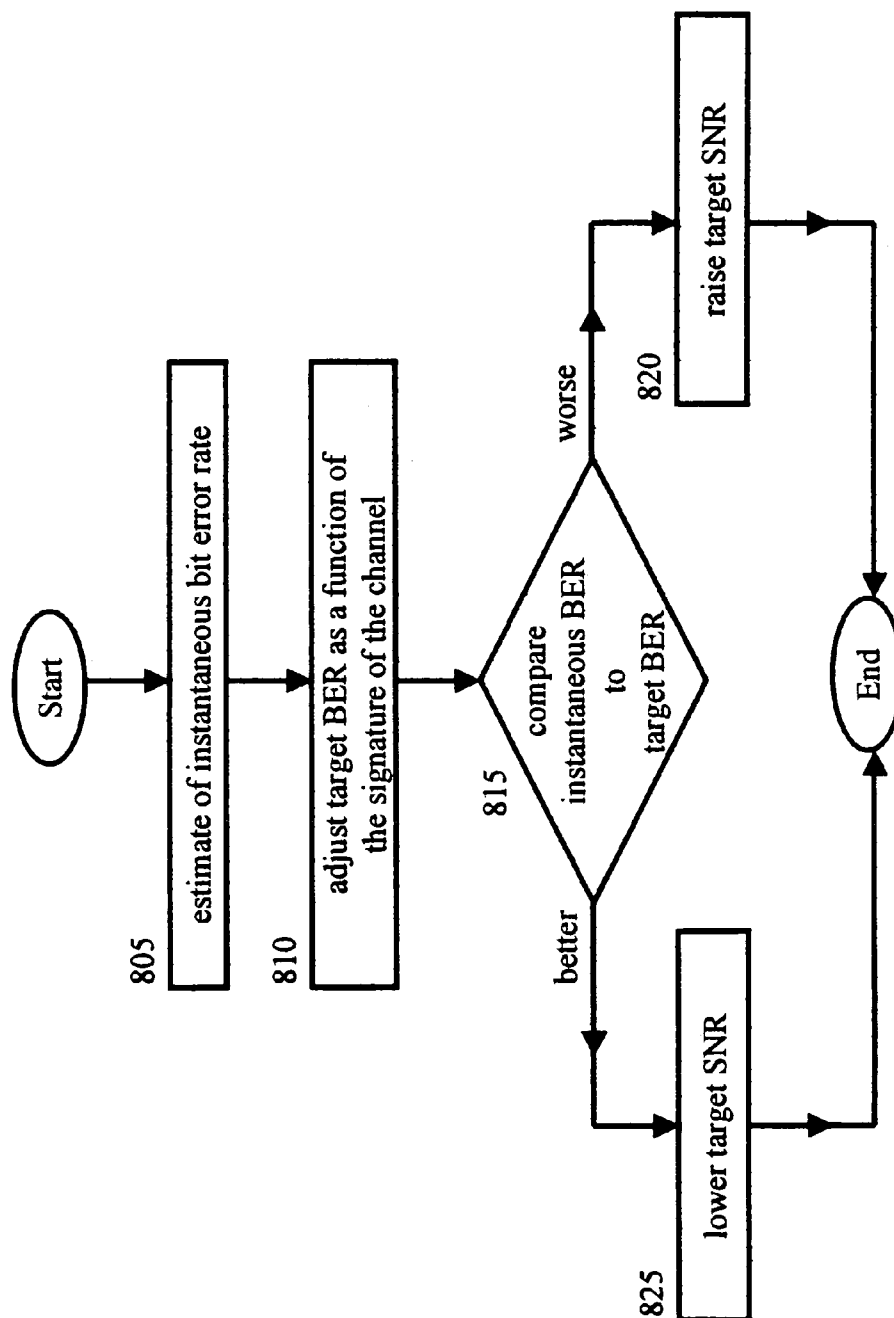 Start
805
estimate of instantaneous bit error rate
810
adjust target BER as a function of
the signature of the channel
815
compare
instantaneous BER
to
target BER
better
worse
825
lower target SNR
820
raise target SNR
End